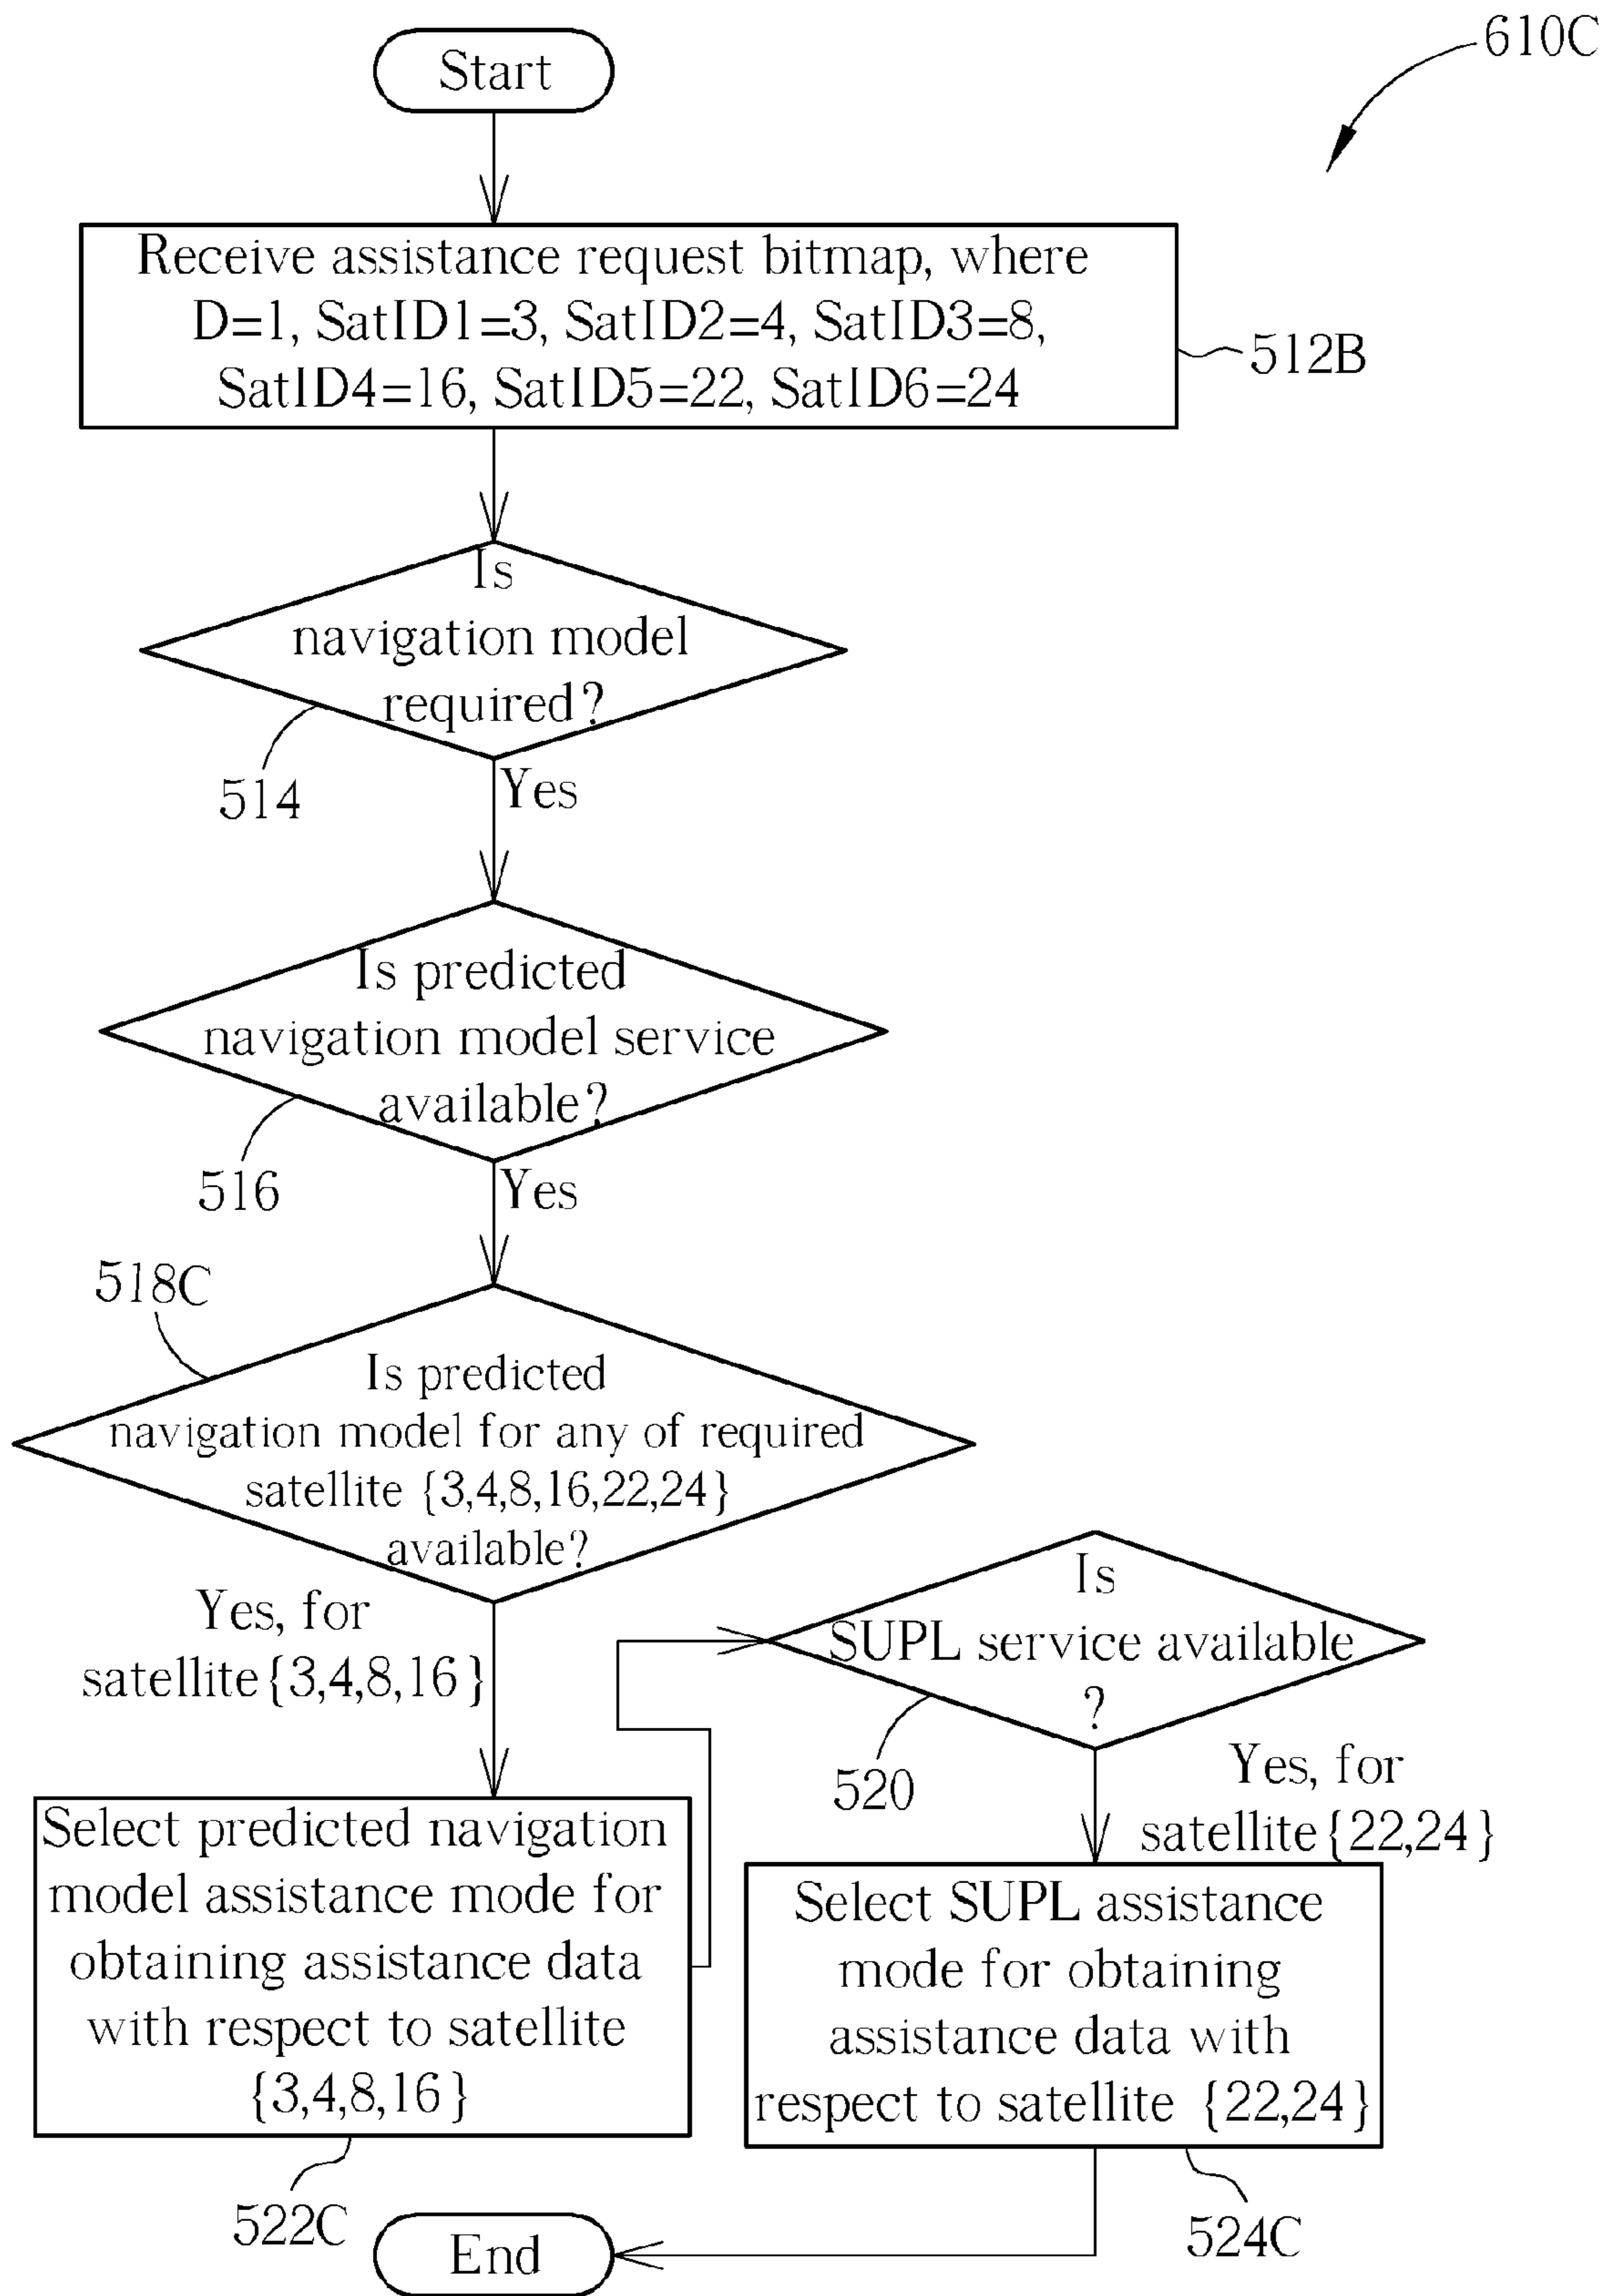 610C
Start
Receive assistance request bitmap, where
D=1, SatID1=3, SatID2=4, SatID3=8,
SatID4=16, SatID5=22, SatID6=24
512B
Is
navigation model
required?
514
Yes
Is predicted
navigation model service
available?
516
Yes
518C
Is predicted
navigation model for any of required
satellite {3,4,8,16,22,24}
available?
Yes, for
satellite{3,4,8,16}
Is
SUPL service available
?
520
Yes, for
satellite{22,24}
Select predicted navigation
model assistance mode for
obtaining assistance data
with respect to satellite
{3,4,8,16}
522C
Select SUPL assistance
mode for obtaining
assistance data with
respect to satellite {22,24}
524C
End